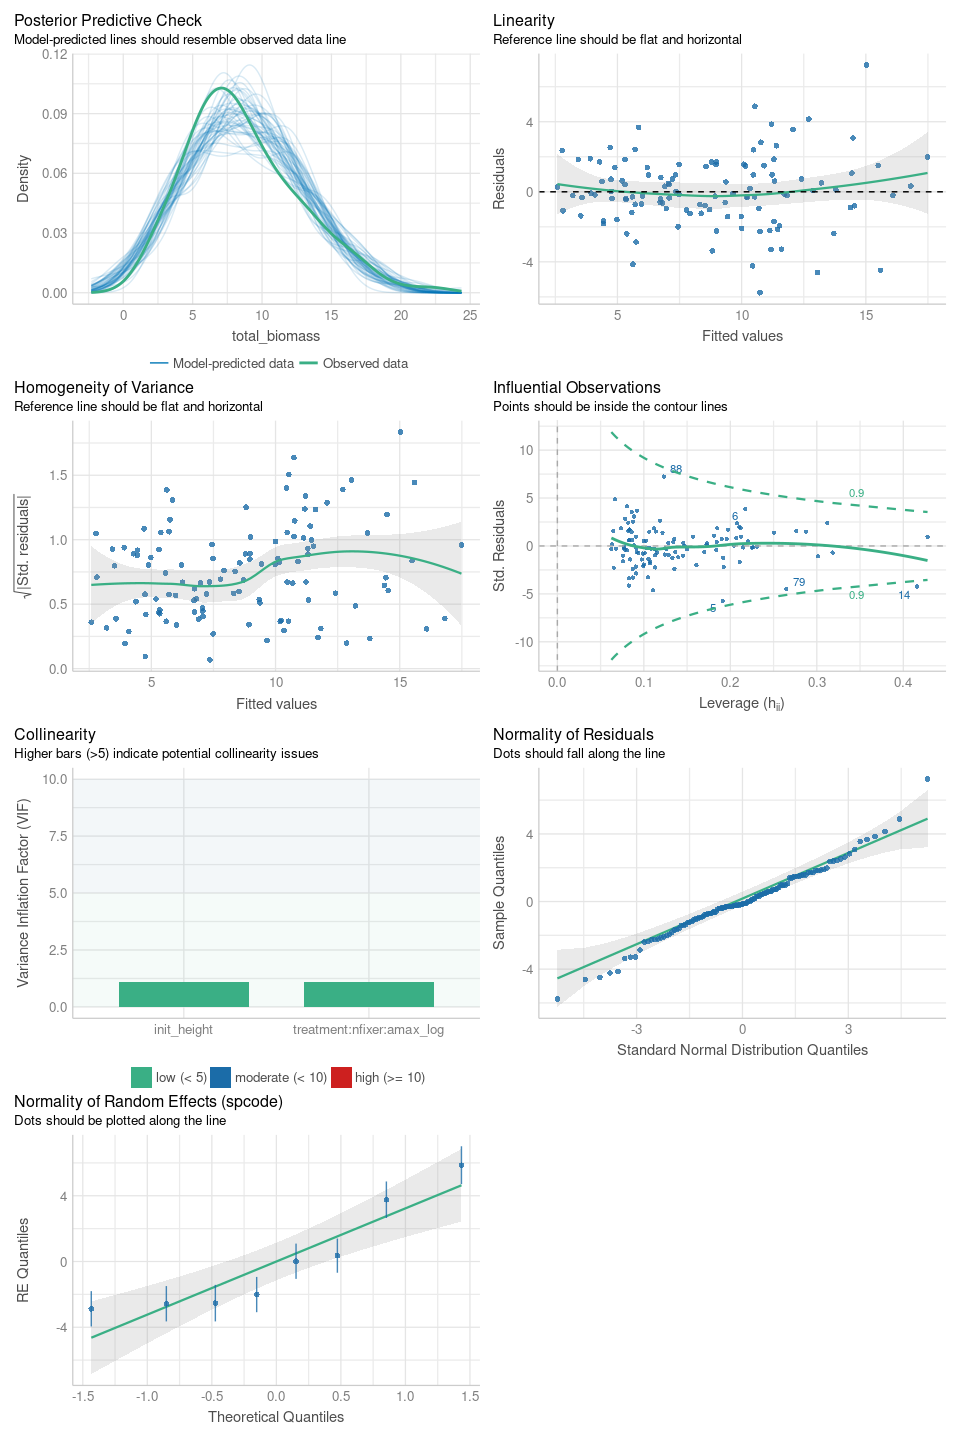 Posterior Predictive Check
Model-predicted lines should resemble observed data line
0.12
0.09
0.06
0.03
0.00
Density
0
5
10
15
20
25
total_biomass
Model-predicted data
Observed data
Linearity
Reference line should be flat and horizontal
4
0
-4
Residuals
5
10
15
Fitted values
Homogeneity of Variance
Reference line should be flat and horizontal
1.5
1.0
0.5
0.0
√|Std. residuals|
5
10
15
Fitted values
Influential Observations
Points should be inside the contour lines
10
5
0
-5
-10
Std. Residuals
88
6
0.9
79
0.9
14
5
0.0
0.1
0.2
0.3
0.4
Leverage (hii)
Collinearity
Higher bars (>5) indicate potential collinearity issues
10.0
7.5
5.0
2.5
0.0
Variance Inflation Factor (VIF)
init_height
treatment:nfixer:amax_log
low (< 5)
moderate (< 10)
high (>= 10)
Normality of Residuals
Dots should fall along the line
4
0
-4
Sample Quantiles
-3
0
3
Standard Normal Distribution Quantiles
Normality of Random Effects (spcode)
Dots should be plotted along the line
4
0
-4
RE Quantiles
-1.5
-1.0
-0.5
0.0
0.5
1.0
1.5
Theoretical Quantiles